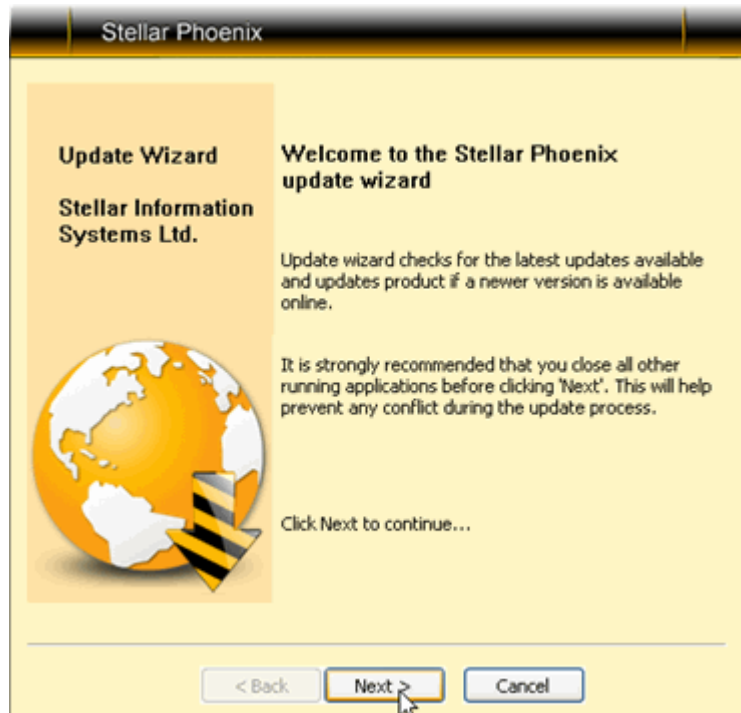 Stellar Phoenix
Update Wizard
Stellar Information
Systems Ltd.
Welcome to the Stellar Phoenix
update wizard
Update wizard checks for the latest updates available
and updates product if a newer version is available
online.
It is strongly recommended that you close all other
running applications before clicking 'Next'. This will help
prevent any conflict during the update process.
Click Next to continue...
< Back
Next >
Cancel